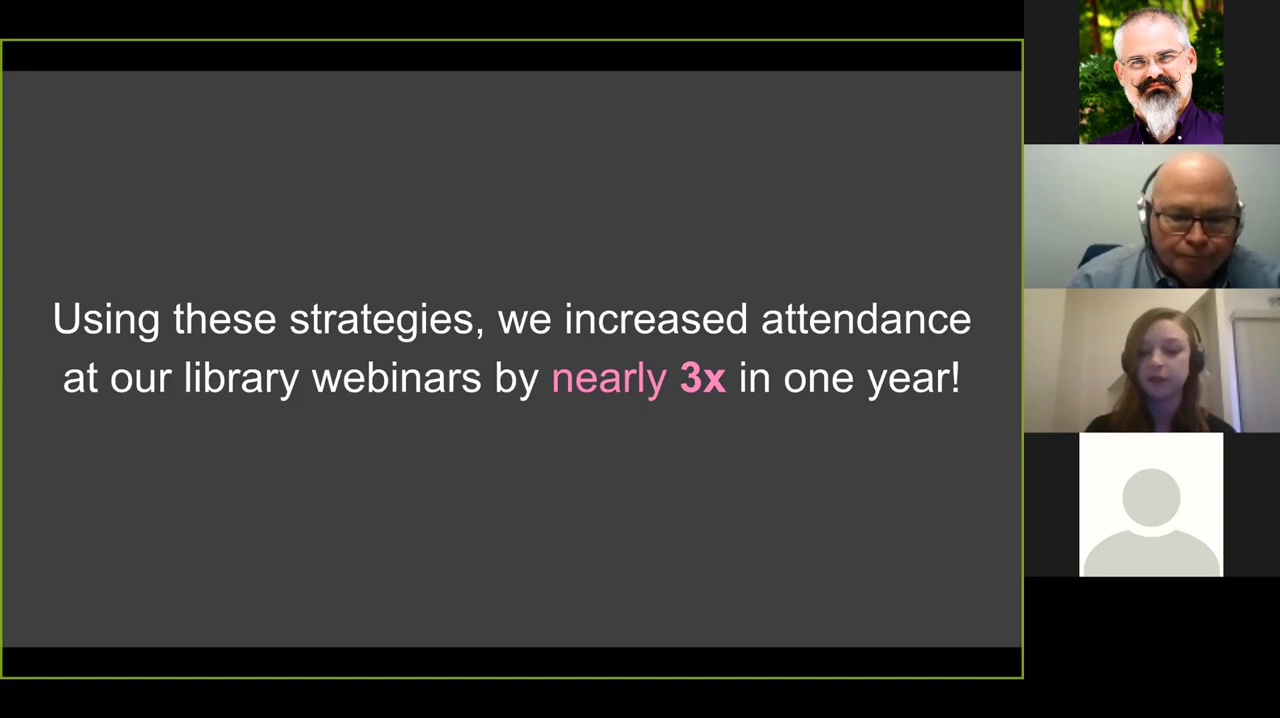 Using these strategies, we increased attendance
at our library webinars by nearly 3x in one year!